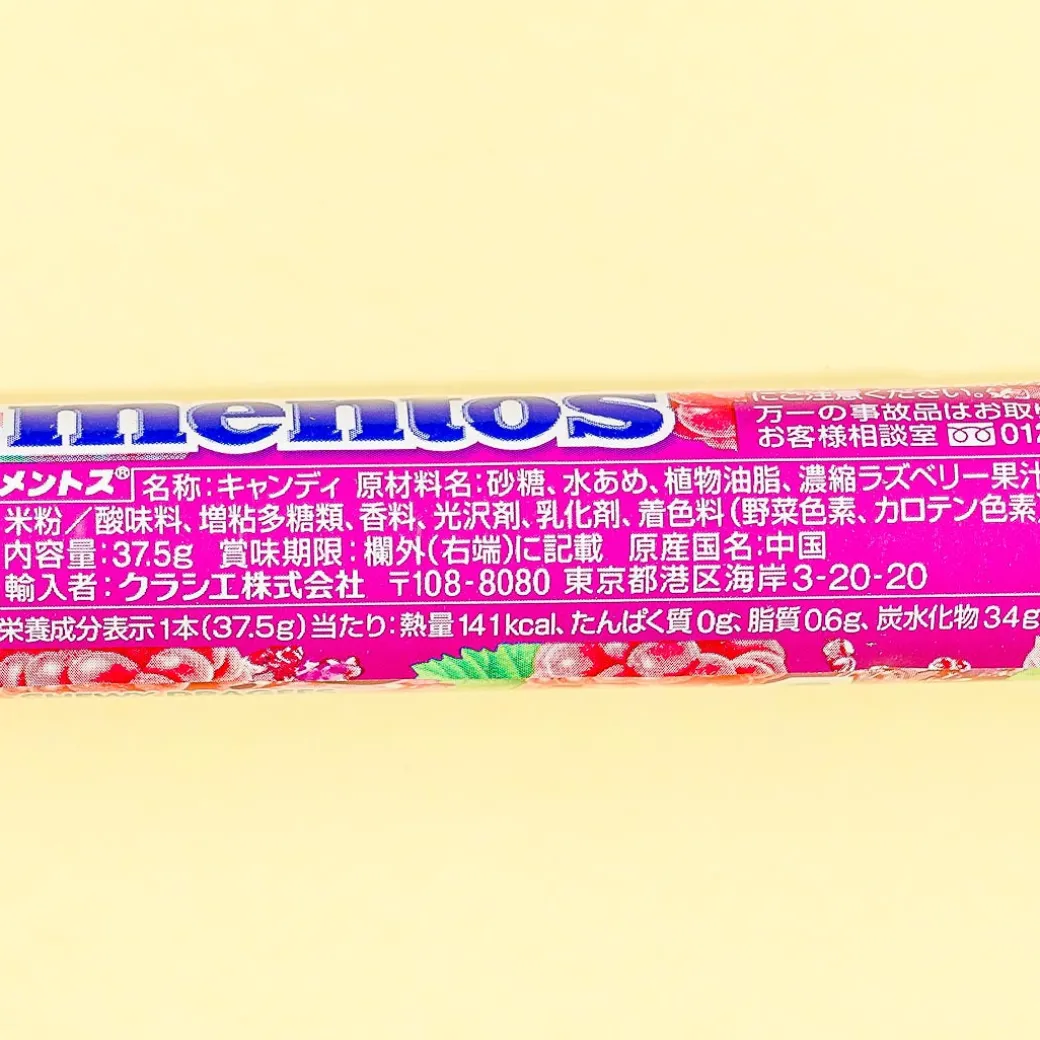 mentos
にご注意ください。
万一の事故品はお取り
お客様相談室 012
メントス® 名称：キャンディ 原材料名：砂糖、水あめ、植物油脂、濃縮ラズベリー果汁
米粉／酸味料、増粘多糖類、香料、光沢剤、乳化剤、着色料（野菜色素、カロテン色素）
内容量：37.5g 賞味期限：欄外（右端）に記載 原産国名：中国
輸入者：クラシエ株式会社 〒108-8080 東京都港区海岸3-20-20
栄養成分表示1本（37.5g）当たり：熱量141kcal、たんぱく質0g、脂質0.6g、炭水化物34g